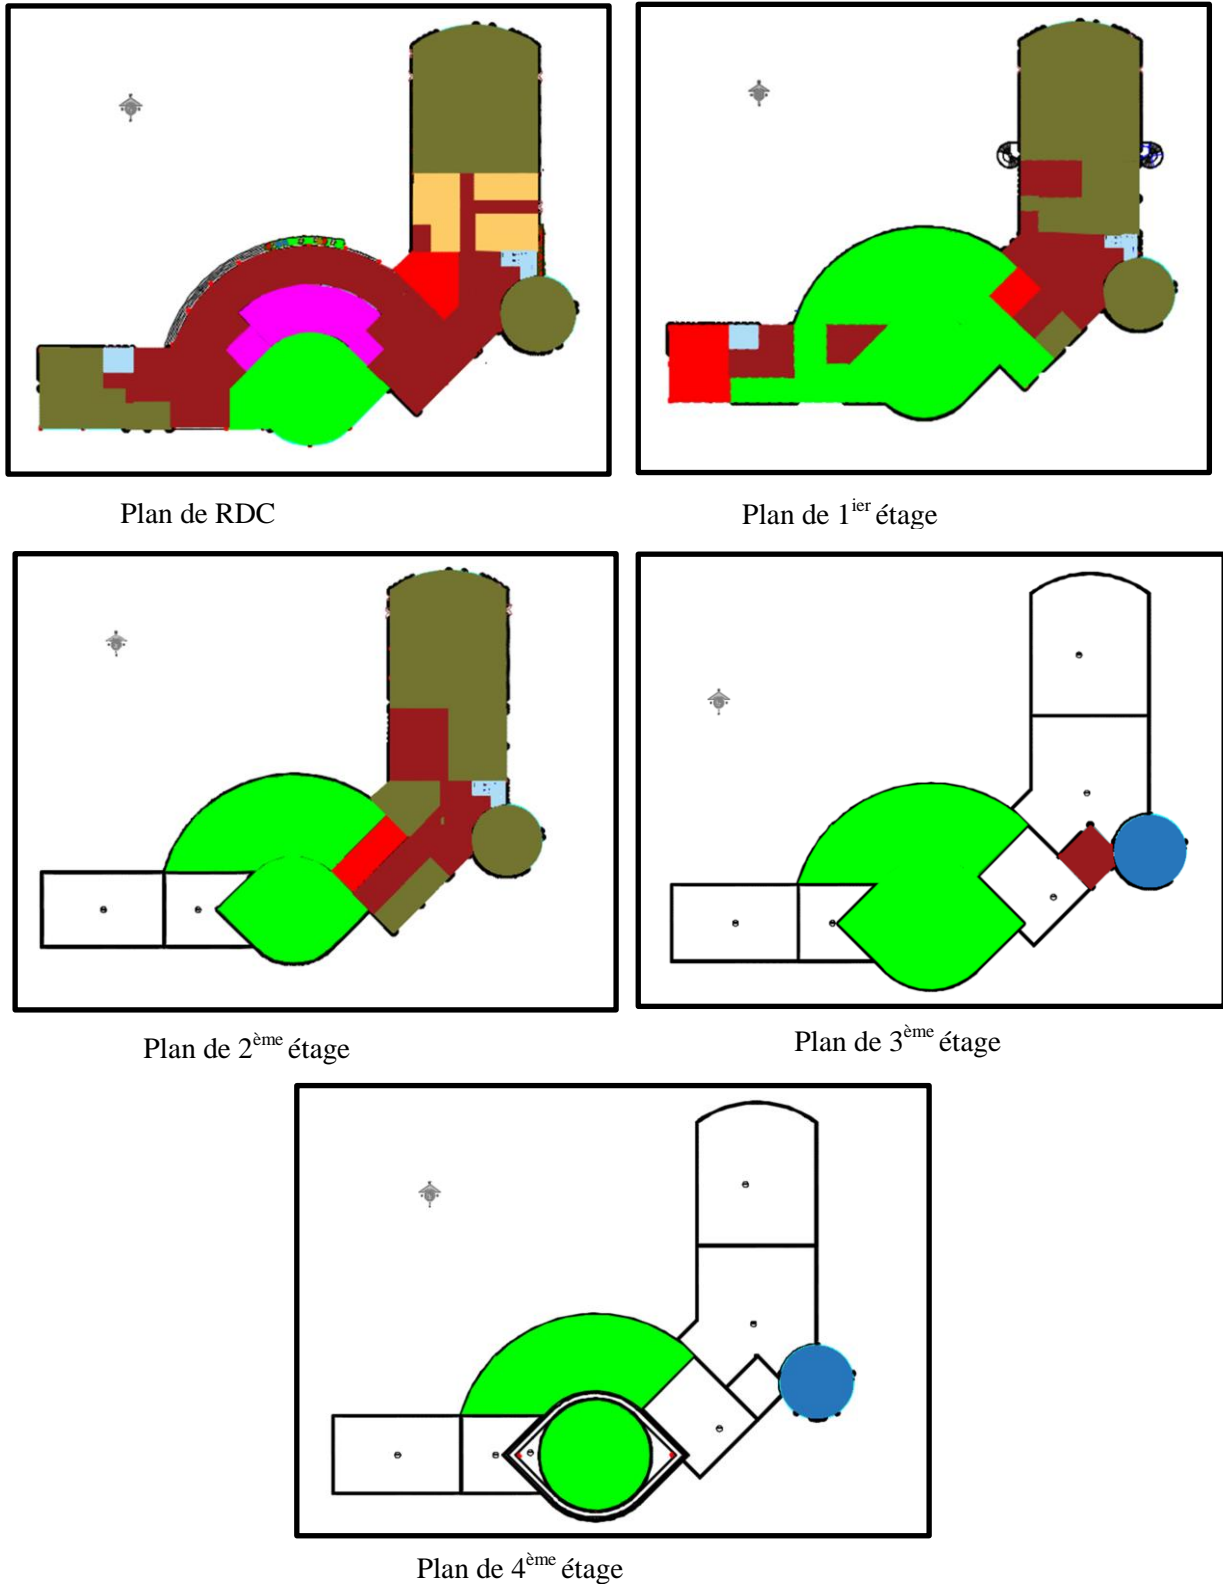 Plan de RDC
Plan de 1ier étage
Plan de 2ème étage
Plan de 3ème étage
Plan de 4ème étage